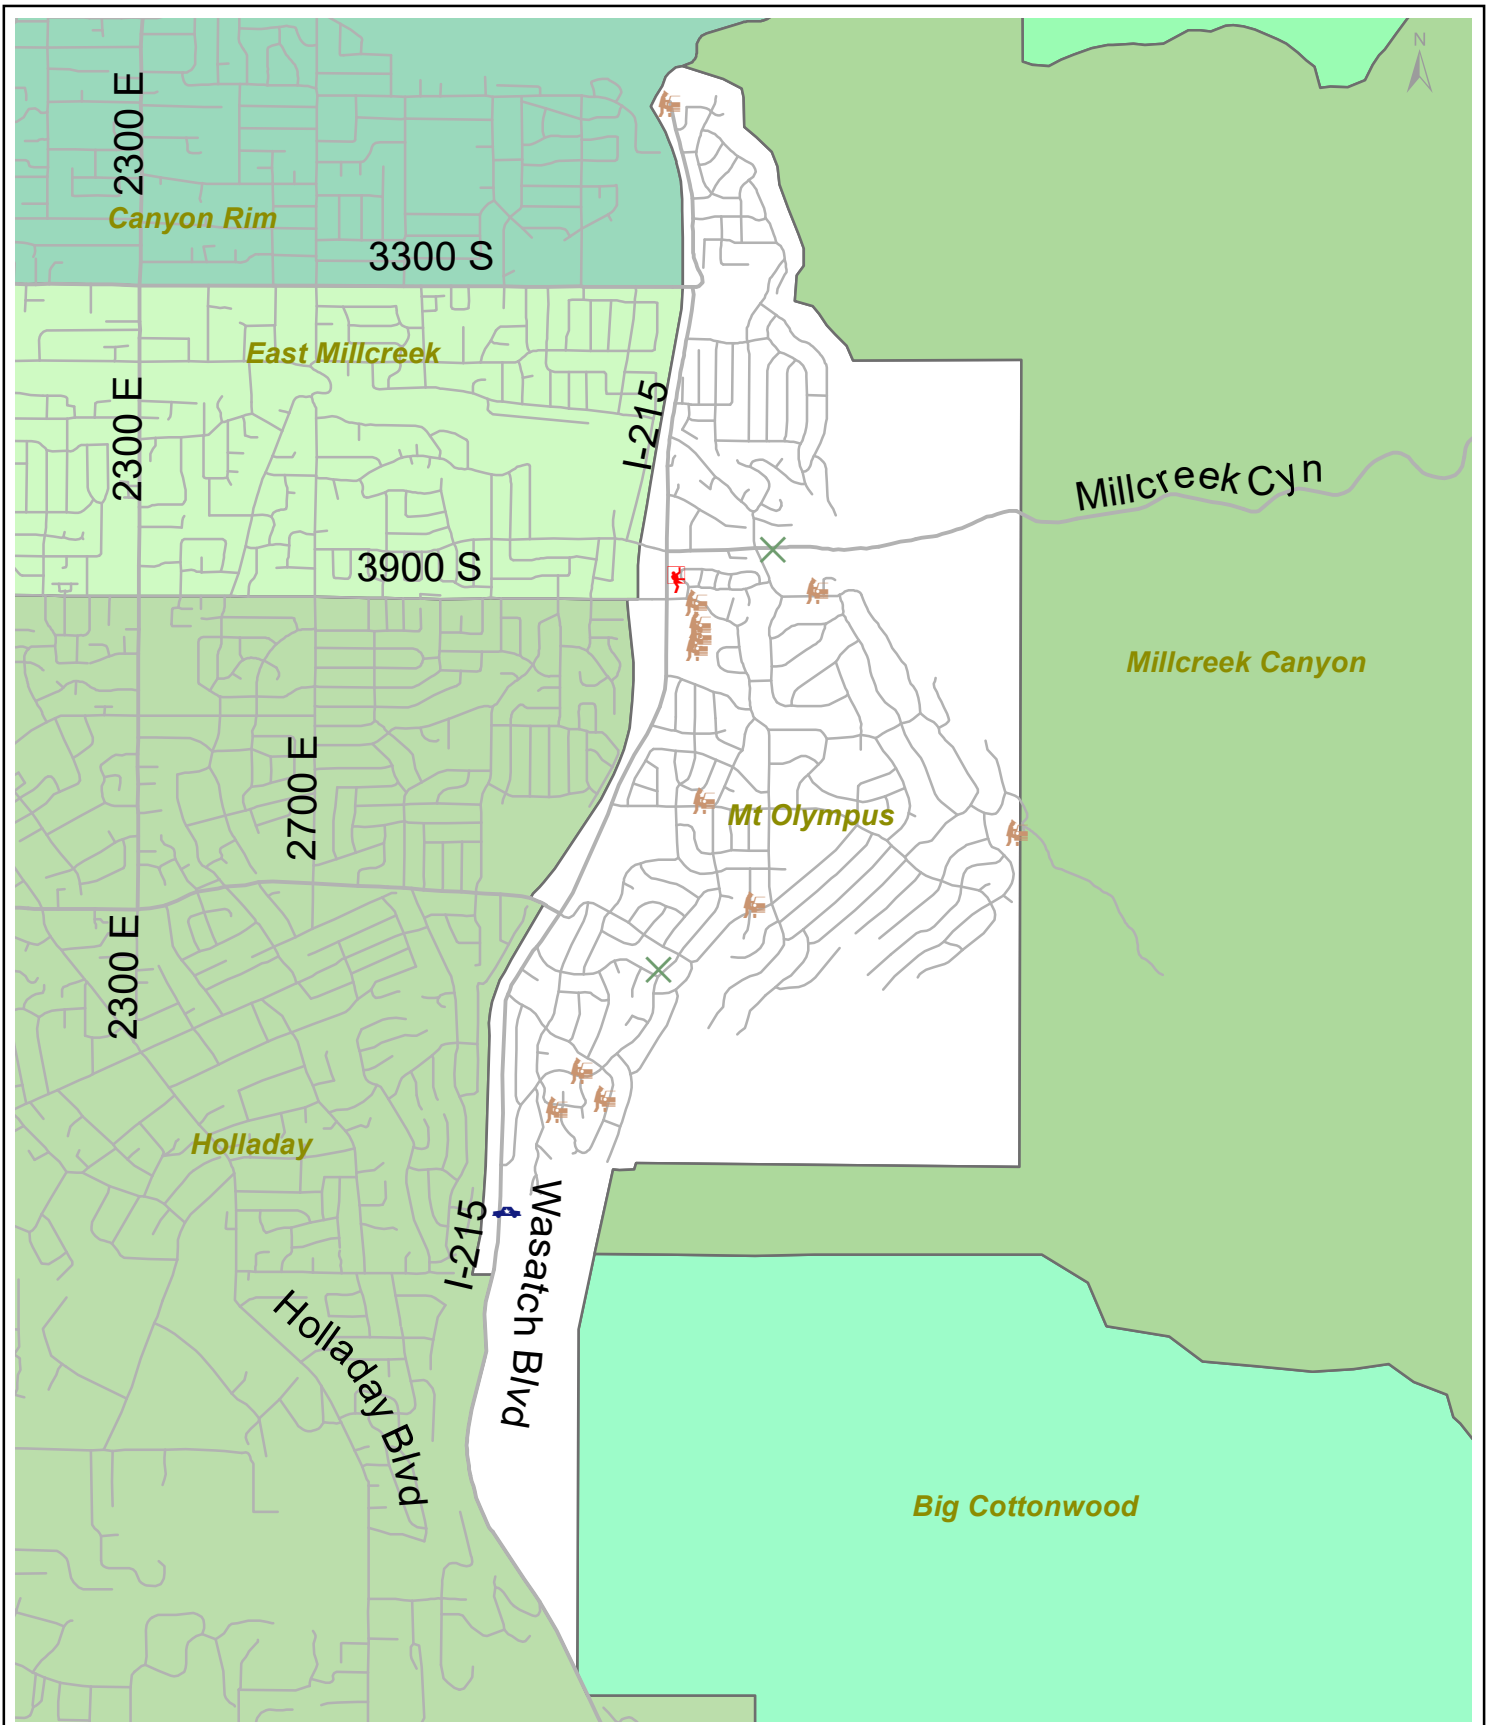 N
2300 E
Canyon Rim
3300 S
East Millcreek
2300 E
I-215
Millcreek Cyn
3900 S
Millcreek Canyon
2700 E
Mt Olympus
2300 E
Holladay
I-215
Wasatch Blvd
Holladay Blvd
Big Cottonwood